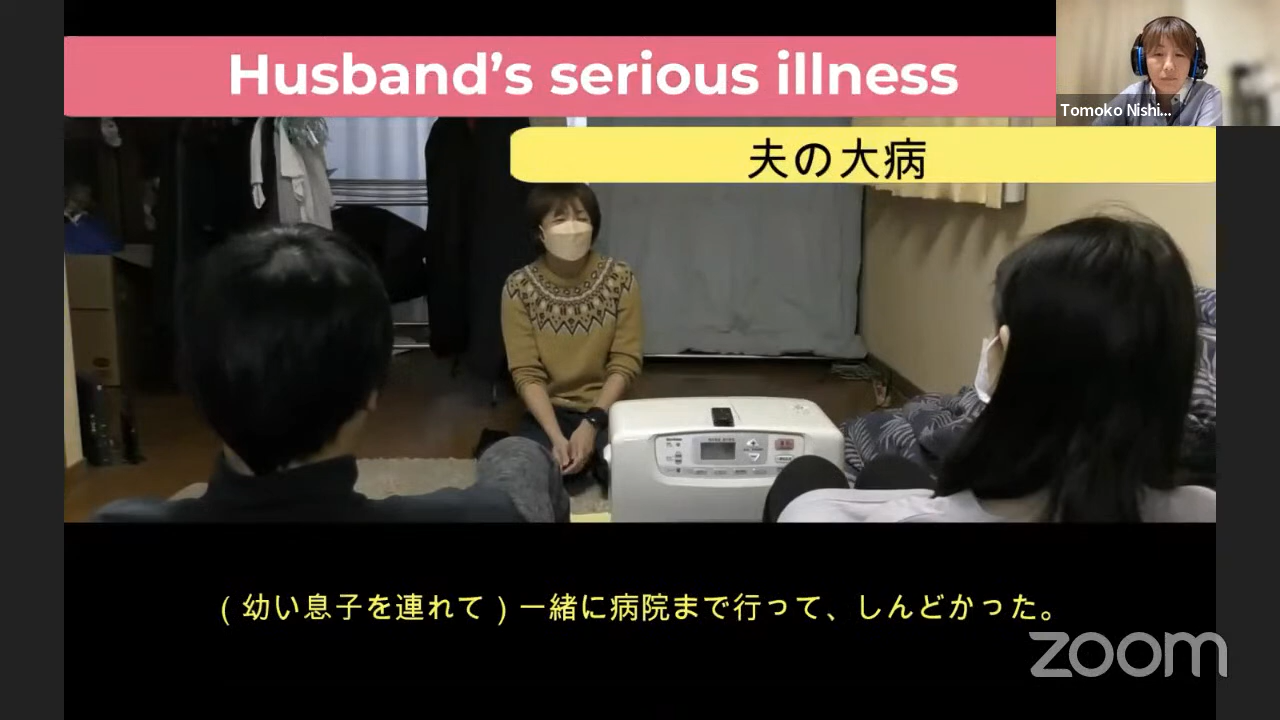 Husband’s serious illness
Tomoko Nishi...
夫の大病
( 幼い息子を連れて ) 一緒に病院まで行って、しんどかった。
zoom